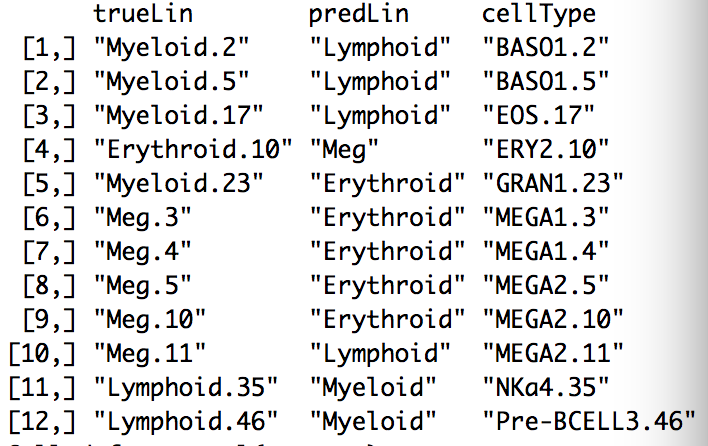 trueLin predLin cellType
[1,] "Myeloid.2" "Lymphoid" "BASO1.2"
[2,] "Myeloid.5" "Lymphoid" "BASO1.5"
[3,] "Myeloid.17" "Lymphoid" "EOS.17"
[4,] "Erythroid.10" "Meg" "ERY2.10"
[5,] "Myeloid.23" "Erythroid" "GRAN1.23"
[6,] "Meg.3" "Erythroid" "MEGA1.3"
[7,] "Meg.4" "Erythroid" "MEGA1.4"
[8,] "Meg.5" "Erythroid" "MEGA2.5"
[9,] "Meg.10" "Erythroid" "MEGA2.10"
[10,] "Meg.11" "Lymphoid" "MEGA2.11"
[11,] "Lymphoid.35" "Myeloid" "NKa4.35"
[12,] "Lymphoid.46" "Myeloid" "Pre-BCELL3.46"